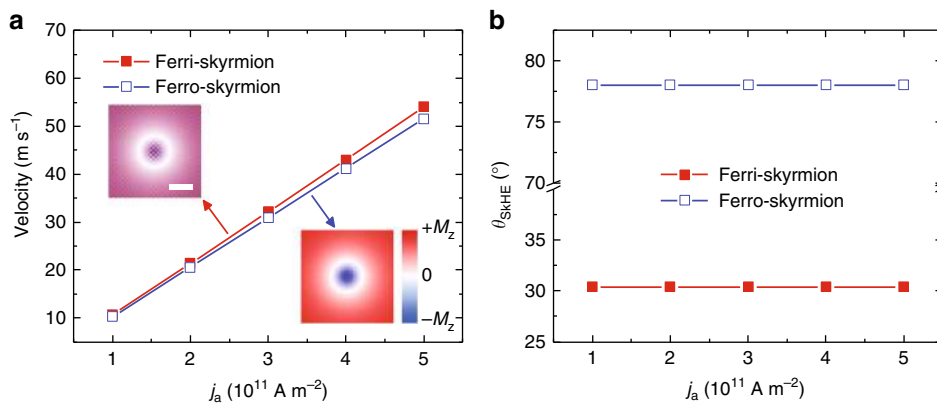 a
70
60
50
40
30
20
10
Velocity (m s⁻¹)
Ferri-skyrmion
Ferro-skyrmion
+Mz
0
−Mz
1 2 3 4 5
jₐ (10¹¹ A m⁻²)
b
80
70
35
30
25
θSkHE (°)
Ferri-skyrmion
Ferro-skyrmion
1 2 3 4 5
jₐ (10¹¹ A m⁻²)